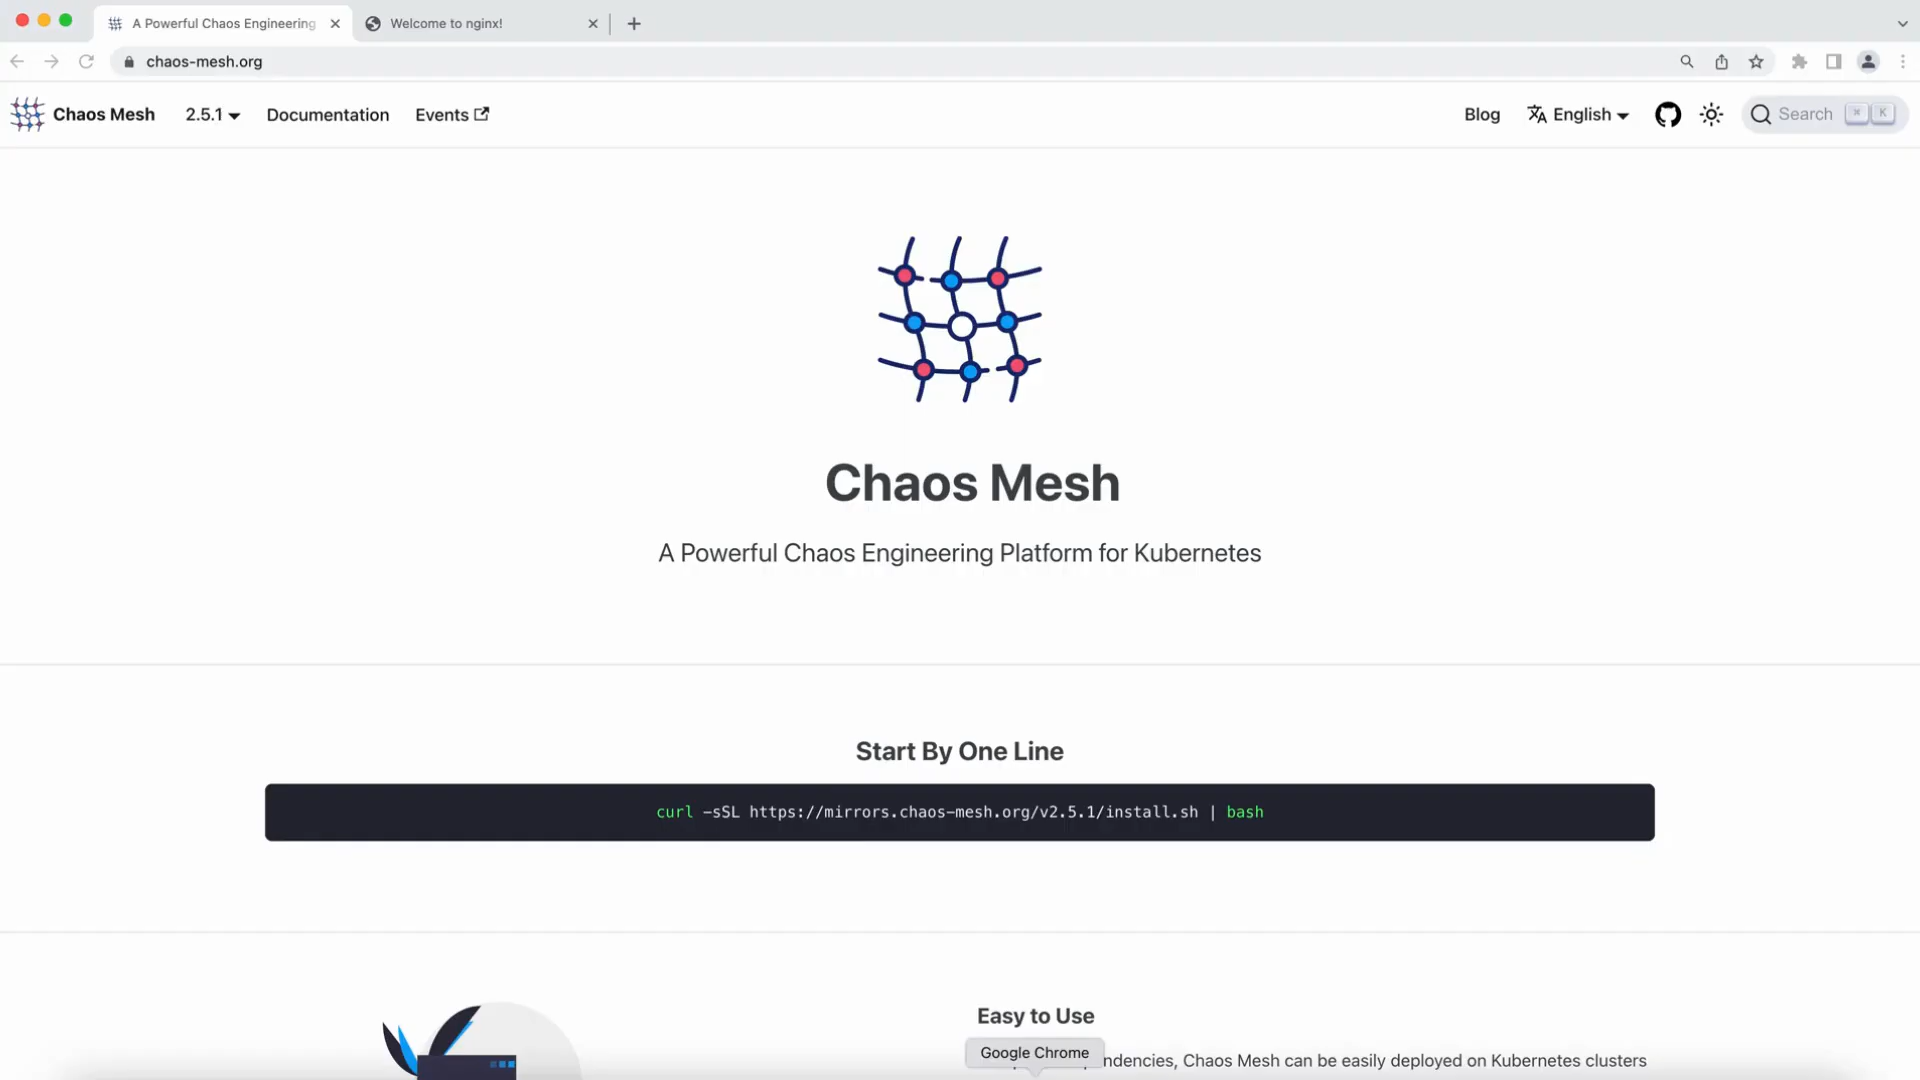 A Powerful Chaos Engineering
Welcome to nginx!
chaos-mesh.org
Chaos Mesh
2.5.1
Documentation
Events
Blog
English
Search
⌘ K
Chaos Mesh
A Powerful Chaos Engineering Platform for Kubernetes
Start By One Line
curl -sSL https://mirrors.chaos-mesh.org/v2.5.1/install.sh | bash
Easy to Use
Google Chrome
ndencies, Chaos Mesh can be easily deployed on Kubernetes clusters